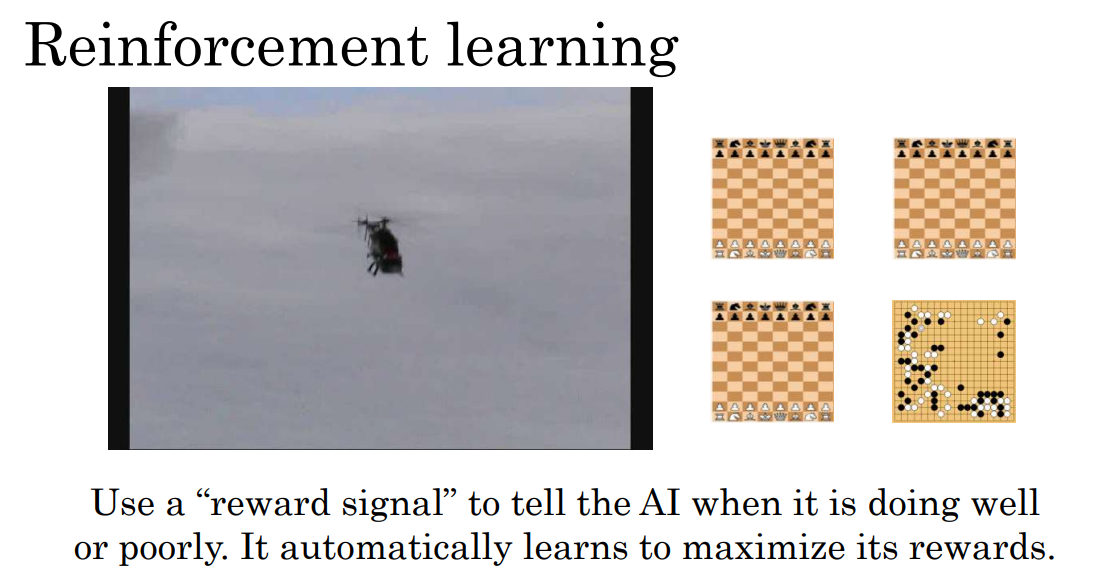 Reinforcement learning
Use a “reward signal” to tell the AI when it is doing well
or poorly. It automatically learns to maximize its rewards.